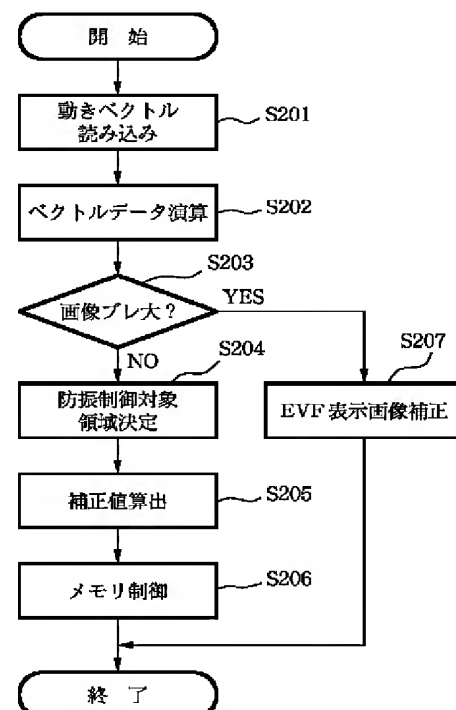 開 始
動きベクトル
読み込み
S201
ベクトルデータ演算
S202
S203
画像ブレ大？
YES
NO
S204
防振制御対象
領域決定
S207
EVF 表示画像補正
補正値算出
S205
メモリ制御
S206
終 了